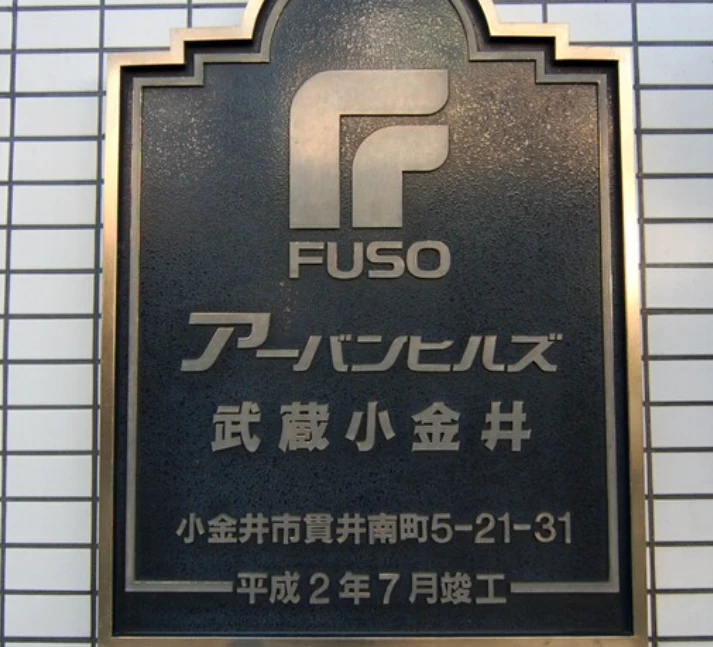 FUSO
アーバンヒルズ
武蔵小金井
小金井市貫井南町5-21-31
平成2年7月竣工